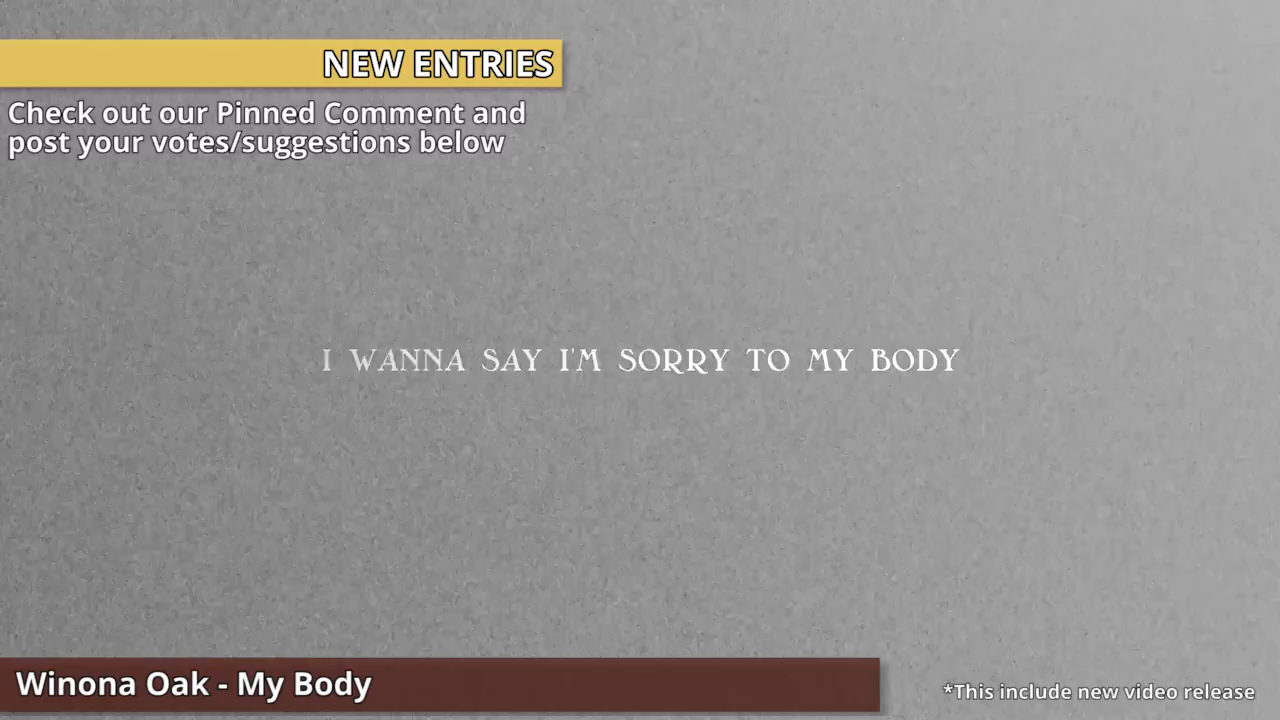 NEW ENTRIES
Check out our Pinned Comment and
post your votes/suggestions below
I WANNA SAY I'M SORRY TO MY BODY
Winona Oak - My Body
*This include new video release